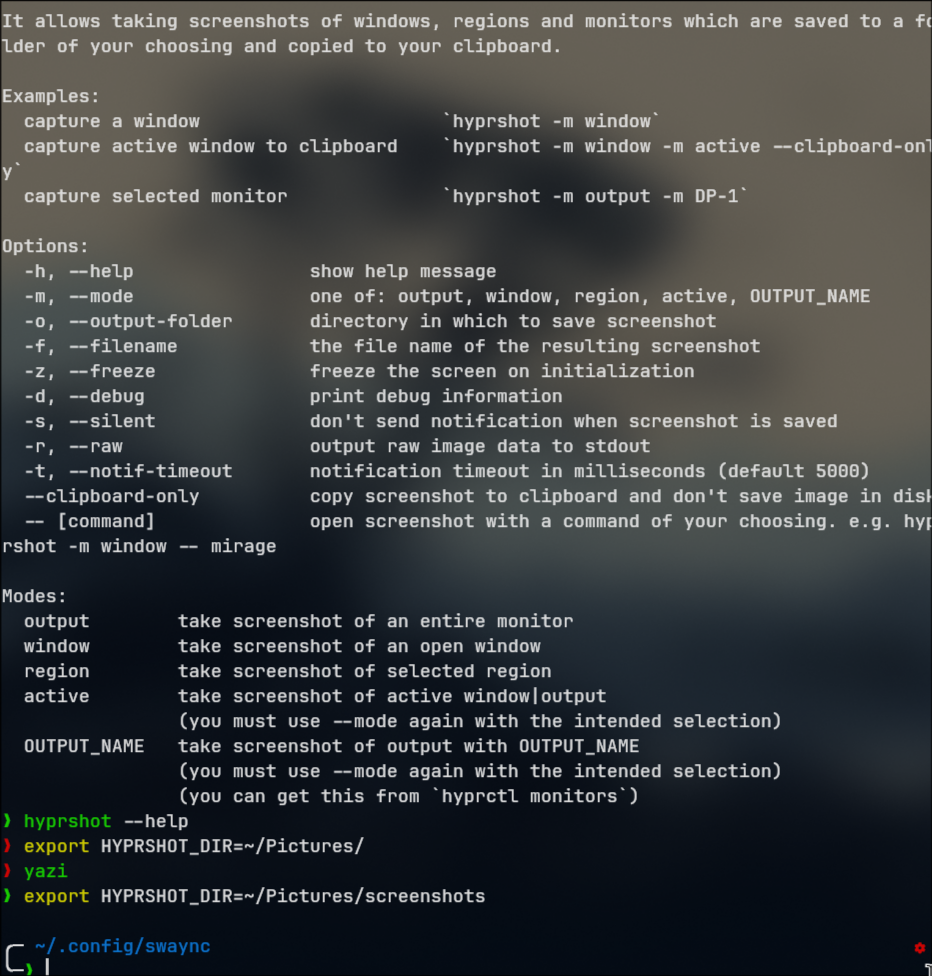 It allows taking screenshots of windows, regions and monitors which are saved to a fo
lder of your choosing and copied to your clipboard.

Examples:
  capture a window                      `hyprshot -m window`
  capture active window to clipboard    `hyprshot -m window -m active --clipboard-onl
y`
  capture selected monitor              `hyprshot -m output -m DP-1`

Options:
  -h, --help                show help message
  -m, --mode                one of: output, window, region, active, OUTPUT_NAME
  -o, --output-folder       directory in which to save screenshot
  -f, --filename            the file name of the resulting screenshot
  -z, --freeze              freeze the screen on initialization
  -d, --debug               print debug information
  -s, --silent              don't send notification when screenshot is saved
  -r, --raw                 output raw image data to stdout
  -t, --notif-timeout       notification timeout in milliseconds (default 5000)
  --clipboard-only          copy screenshot to clipboard and don't save image in disk
  -- [command]              open screenshot with a command of your choosing. e.g. hyp
rshot -m window -- mirage

Modes:
  output        take screenshot of an entire monitor
  window        take screenshot of an open window
  region        take screenshot of selected region
  active        take screenshot of active window|output
                (you must use --mode again with the intended selection)
  OUTPUT_NAME   take screenshot of output with OUTPUT_NAME
                (you must use --mode again with the intended selection)
                (you can get this from `hyprctl monitors`)
❫ hyprshot --help
❫ export HYPRSHOT_DIR=~/Pictures/
❫ yazi
❫ export HYPRSHOT_DIR=~/Pictures/screenshots

~/.config/swaync
❫